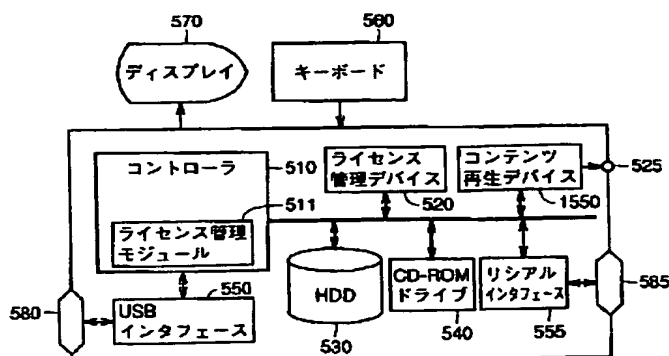 570
560
ディスプレイ
キーボード
コントローラ
510
ライセンス
管理デバイス
520
コンテンツ
再生デバイス
1550
525
511
ライセンス管理
モジュール
580
550
USB
インタフェース
HDD
530
CD-ROM
ドライブ
540
リシアル
インタフェース
555
585